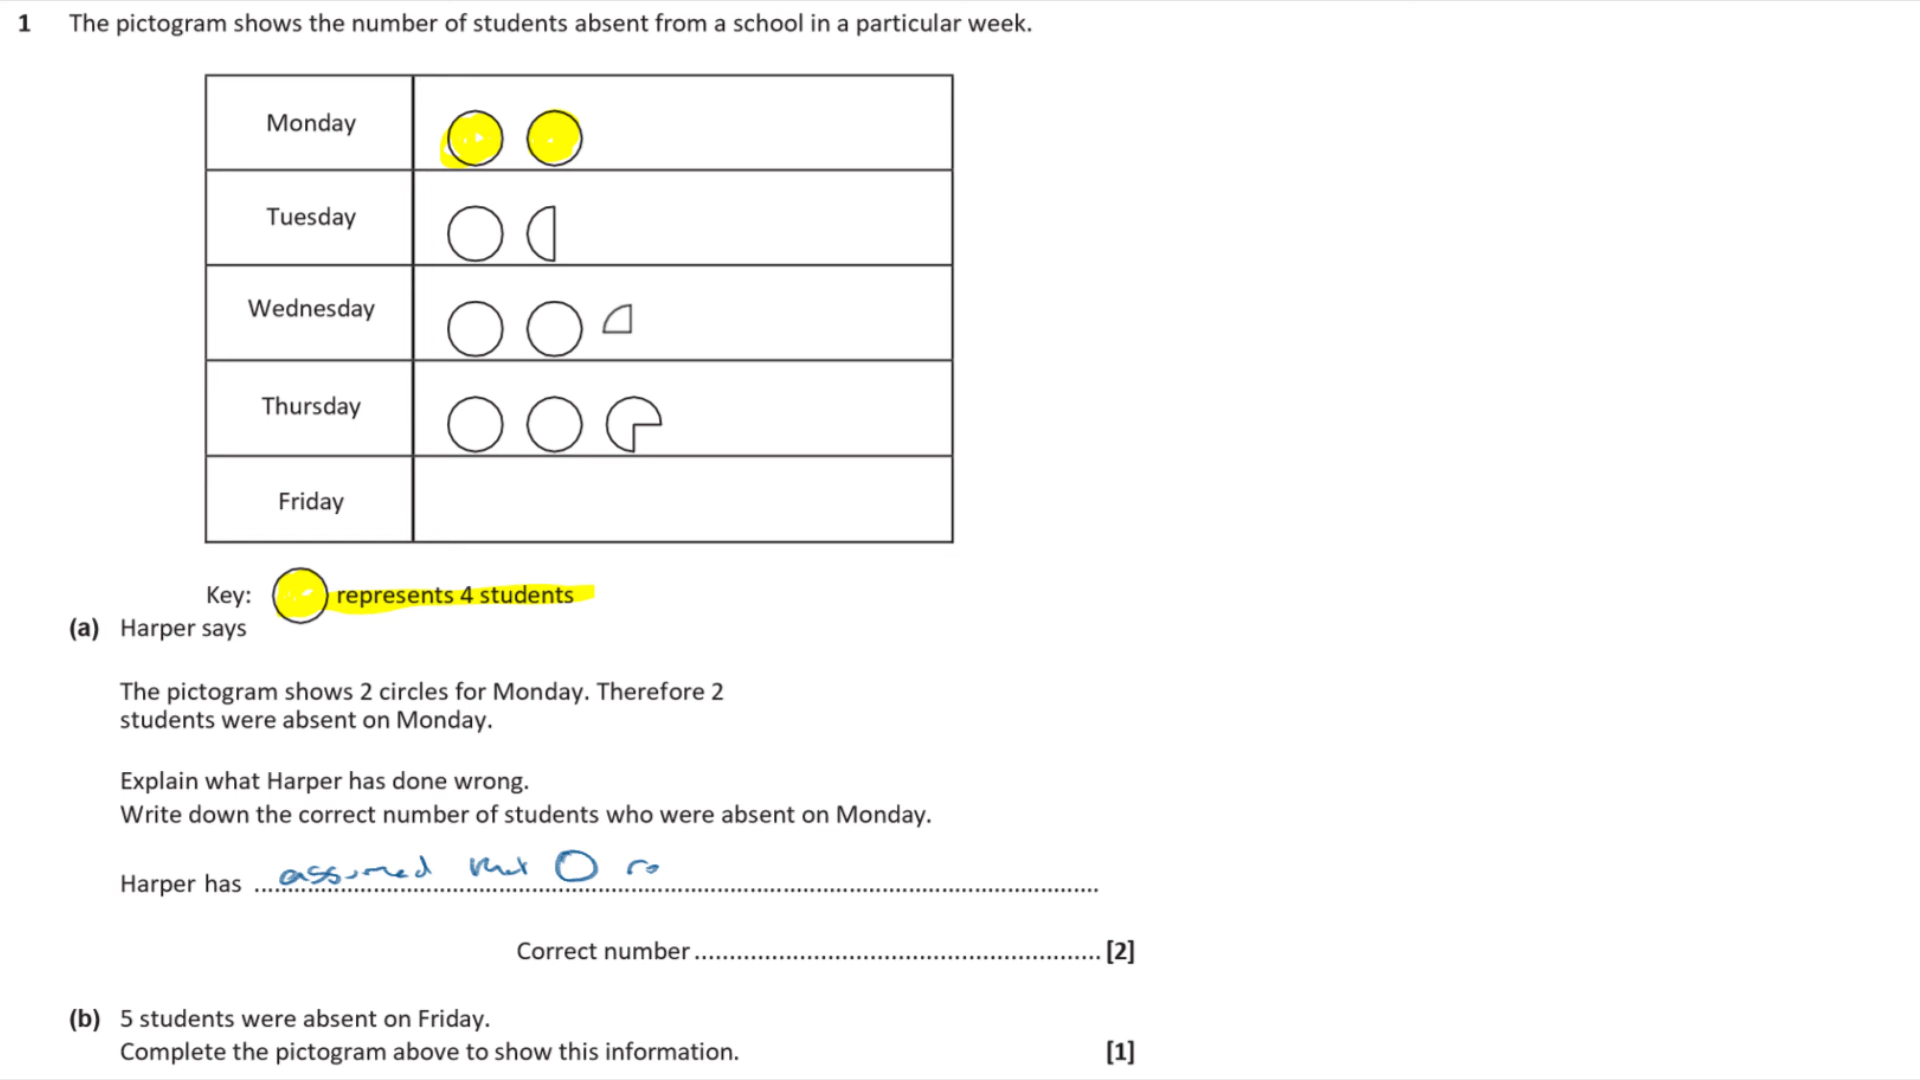 1 The pictogram shows the number of students absent from a school in a particular week.
Monday
Tuesday
Wednesday
Thursday
Friday
Key: represents 4 students
(a) Harper says
The pictogram shows 2 circles for Monday. Therefore 2
students were absent on Monday.
Explain what Harper has done wrong.
Write down the correct number of students who were absent on Monday.
Harper has assumed that
Correct number [2]
(b) 5 students were absent on Friday.
Complete the pictogram above to show this information. [1]